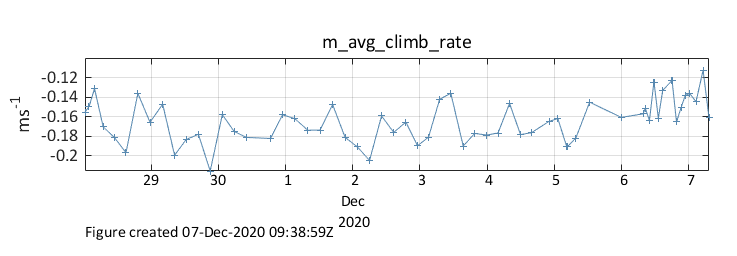 m_avg_climb_rate
-0.12
-0.14
-0.16
-0.18
-0.2
ms-1
29 30 1 2 3 4 5 6 7
Dec
2020
Figure created 07-Dec-2020 09:38:59Z